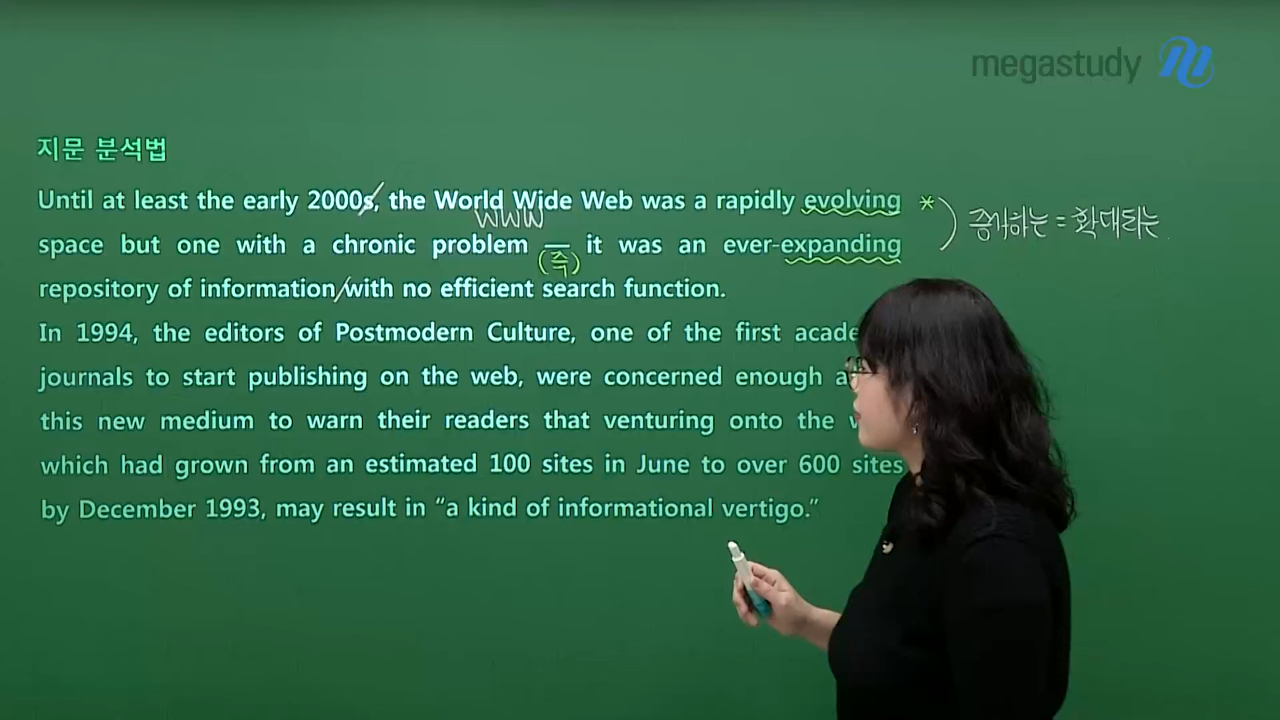 megastudy
지문 분석법
Until at least the early 2000s, the World Wide Web was a rapidly evolving *
WWW
증가하는 = 확대되는
space but one with a chronic problem — it was an ever-expanding
(즉)
repository of information with no efficient search function.
In 1994, the editors of Postmodern Culture, one of the first
journals to start publishing on the web, were concerned enough
this new medium to warn their readers that venturing onto the
which had grown from an estimated 100 sites in June to over 600 sites
by December 1993, may result in “a kind of informational vertigo.”